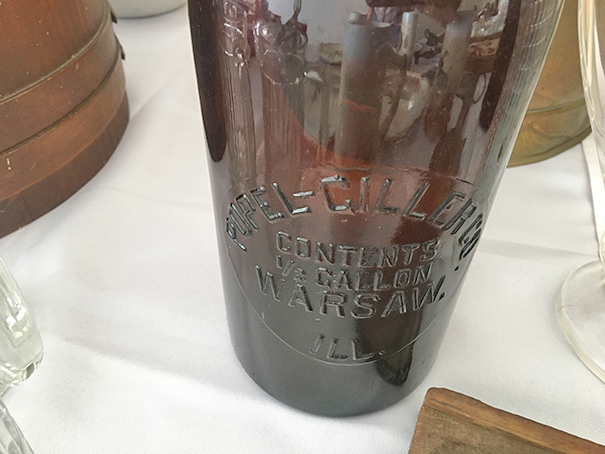 POPEL-GILLER CO.
CONTENTS
1/2 GALLON
WARSAW.
ILL.